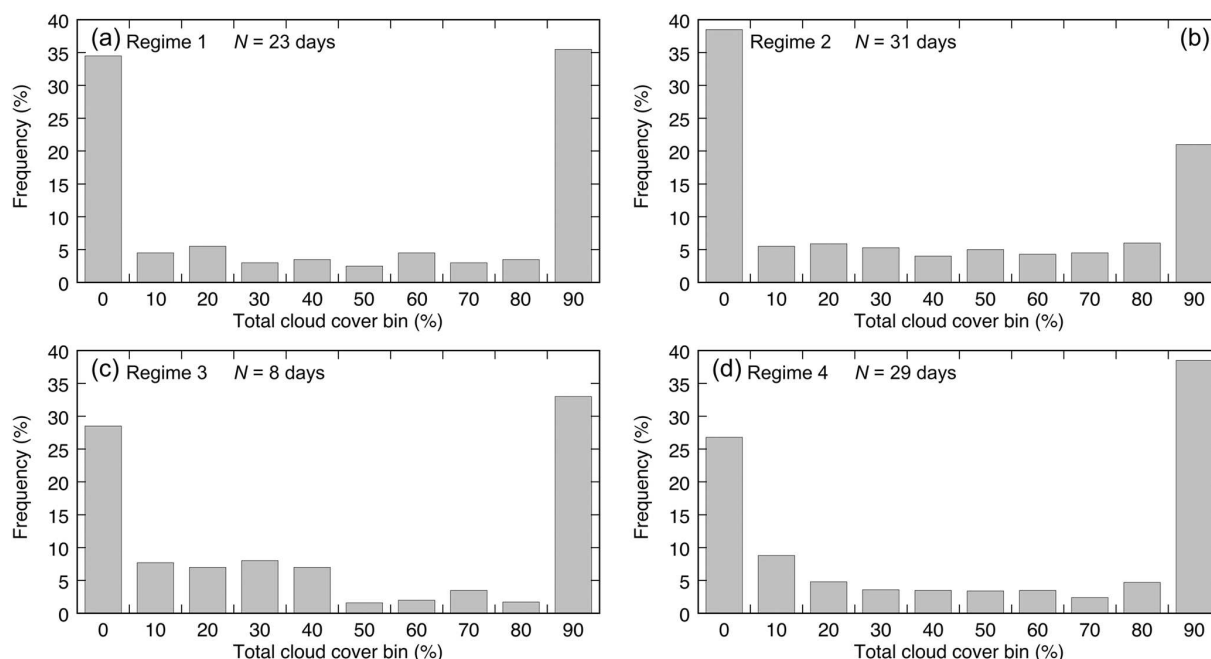 (a) Regime 1 N = 23 days
40
35
30
25
20
15
10
5
0
Frequency (%)
0 10 20 30 40 50 60 70 80 90
Total cloud cover bin (%)
Regime 2 N = 31 days (b)
40
35
30
25
20
15
10
5
0
Frequency (%)
0 10 20 30 40 50 60 70 80 90
Total cloud cover bin (%)
(c) Regime 3 N = 8 days
40
35
30
25
20
15
10
5
0
Frequency (%)
0 10 20 30 40 50 60 70 80 90
Total cloud cover bin (%)
(d) Regime 4 N = 29 days
40
35
30
25
20
15
10
5
0
Frequency (%)
0 10 20 30 40 50 60 70 80 90
Total cloud cover bin (%)